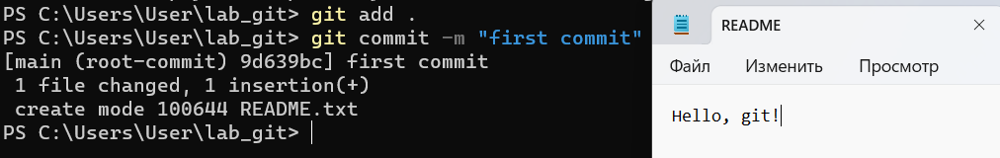 PS C:\Users\User\lab_git> git add .
PS C:\Users\User\lab_git> git commit -m "first commit"
[main (root-commit) 9d639bc] first commit
 1 file changed, 1 insertion(+)
 create mode 100644 README.txt
PS C:\Users\User\lab_git>
README
Файл Изменить Просмотр
Hello, git!